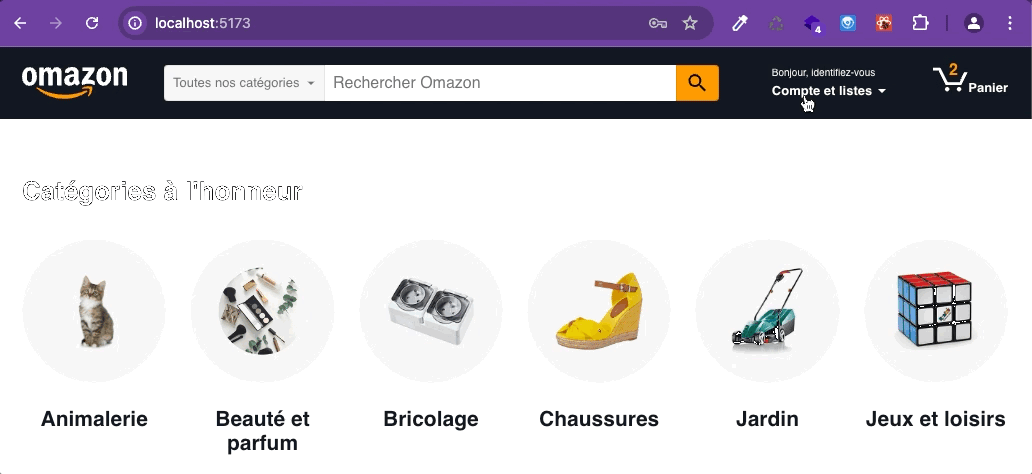 localhost:5173
4
omazon
Toutes nos catégories
Rechercher Omazon
Bonjour, identifiez-vous
Compte et listes
2
Panier
Catégories à l'honneur
Animalerie
Beauté et
parfum
Bricolage
Chaussures
Jardin
Jeux et loisirs